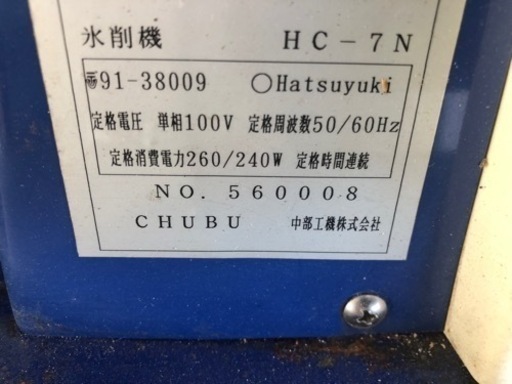 氷削機 HC-7N
〶91-38009 ○Hatsuyuki
定格電圧 単相100V 定格周波数50/60Hz
定格消費電力260/240W 定格時間連続
NO. 560008
CHUBU 中部工機株式会社